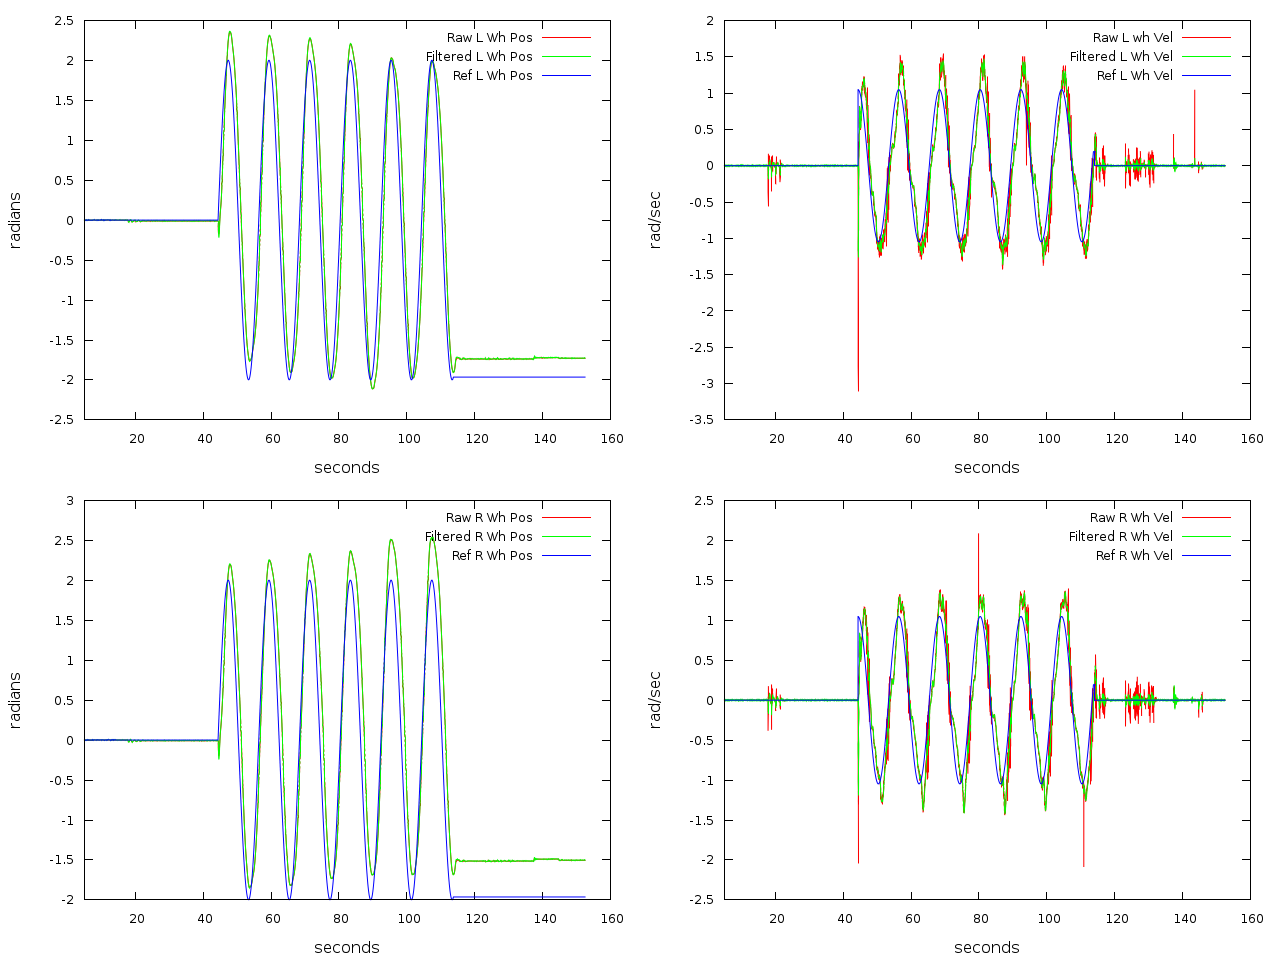 2.5
2
1.5
1
0.5
0
-0.5
-1
-1.5
-2
-2.5
radians
Raw L Wh Pos
Filtered L Wh Pos
Ref L Wh Pos
20 40 60 80 100 120 140 160
seconds
2
1.5
1
0.5
0
-0.5
-1
-1.5
-2
-2.5
-3
-3.5
rad/sec
Raw L wh Vel
Filtered L Wh Vel
Ref L Wh Vel
20 40 60 80 100 120 140 160
seconds
3
2.5
2
1.5
1
0.5
0
-0.5
-1
-1.5
-2
radians
Raw R Wh Pos
Filtered R Wh Pos
Ref R Wh Pos
20 40 60 80 100 120 140 160
seconds
2.5
2
1.5
1
0.5
0
-0.5
-1
-1.5
-2
-2.5
rad/sec
Raw R Wh Vel
Filtered R Wh Vel
Ref R Wh Vel
20 40 60 80 100 120 140 160
seconds